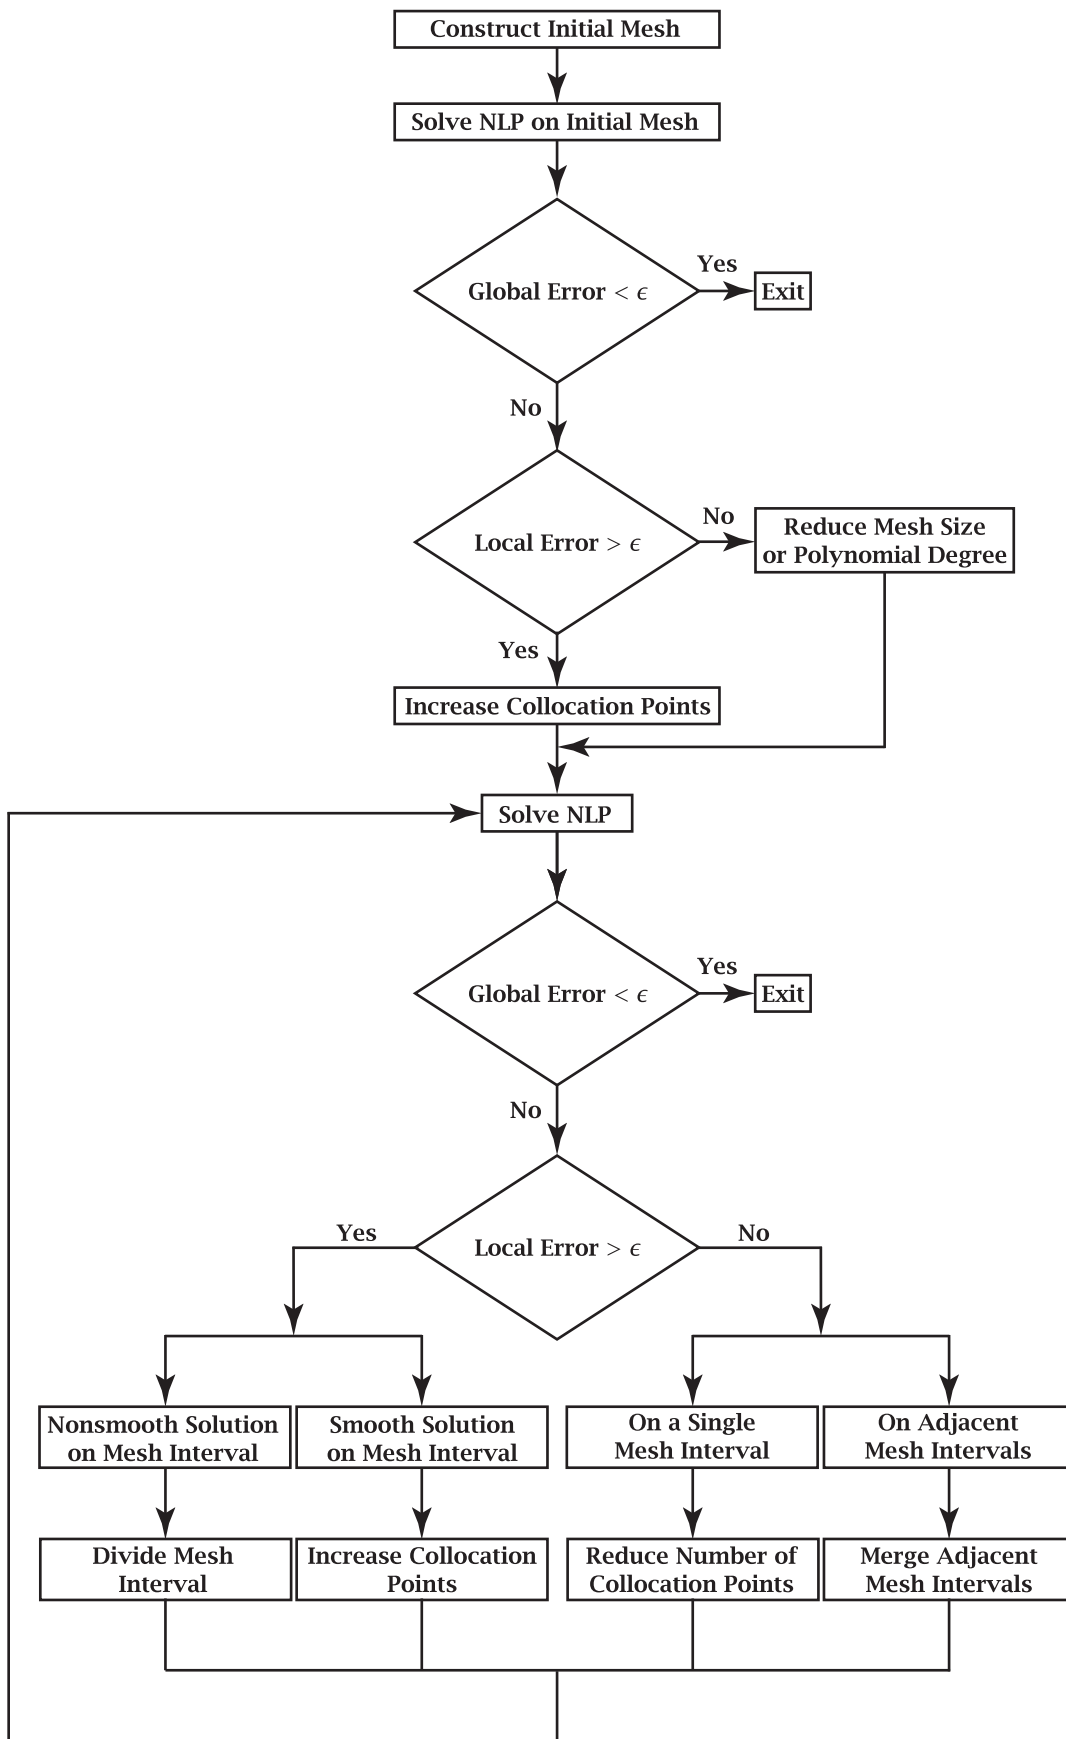 Construct Initial Mesh
Solve NLP on Initial Mesh
Global Error < ϵ
Yes
Exit
No
Local Error > ϵ
No
Reduce Mesh Size
or Polynomial Degree
Yes
Increase Collocation Points
Solve NLP
Global Error < ϵ
Yes
Exit
No
Local Error > ϵ
Yes
No
Nonsmooth Solution
on Mesh Interval
Smooth Solution
on Mesh Interval
On a Single
Mesh Interval
On Adjacent
Mesh Intervals
Divide Mesh
Interval
Increase Collocation
Points
Reduce Number of
Collocation Points
Merge Adjacent
Mesh Intervals